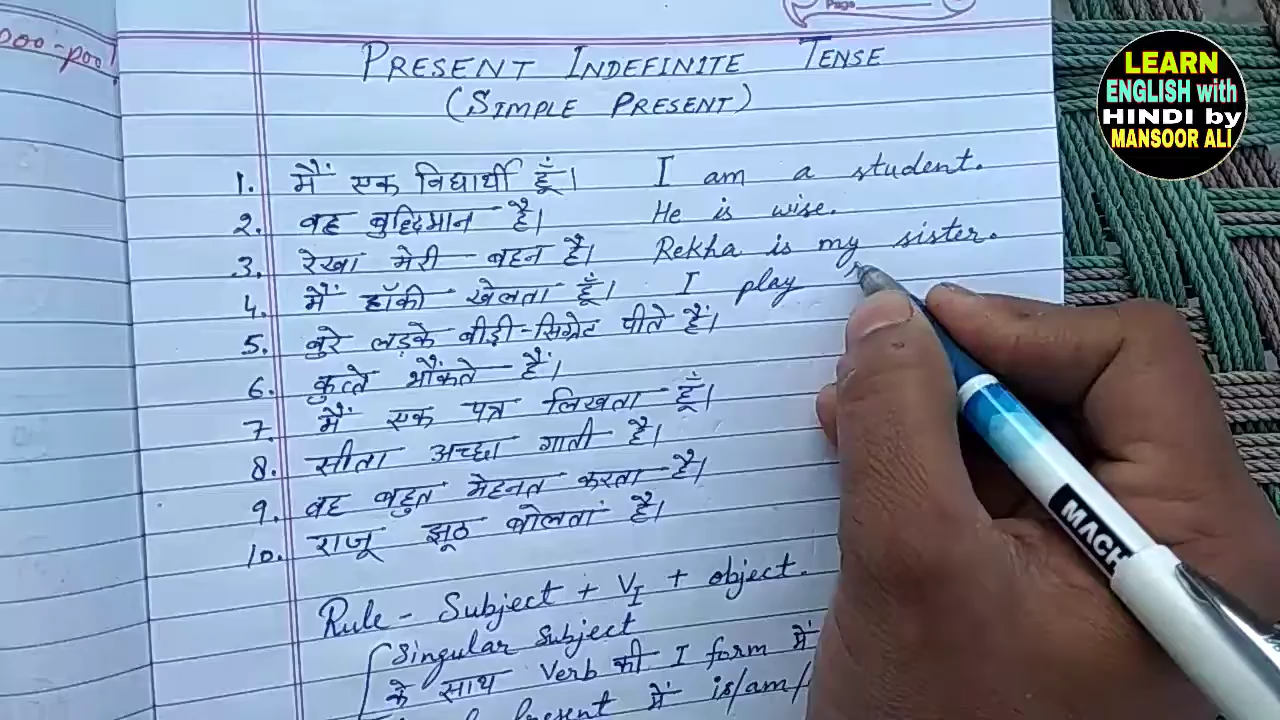 Page
PRESENT INDEFINITE TENSE
(SIMPLE PRESENT)
1. मैं एक विद्यार्थी हूँ। I am a student.
2. वह बुद्धिमान है। He is wise.
3. रेखा मेरी बहन है। Rekha is my sister.
4. मैं हॉकी खेलता हूँ। I play
5. बुरे लड़के बीड़ी-सिग्रेट पीते हैं।
6. कुत्ते भौंकते हैं।
7. मैं एक पत्र लिखता हूँ।
8. सीता अच्छा गाती है।
9. वह बहुत मेहनत करता है।
10. राजू झूठ बोलता है।
Rule - Subject + V I + object.
Singular Subject
के साथ Verb की I form में
Present में is/am/
LEARN
ENGLISH with
HINDI by
MANSOOR ALI
MACH